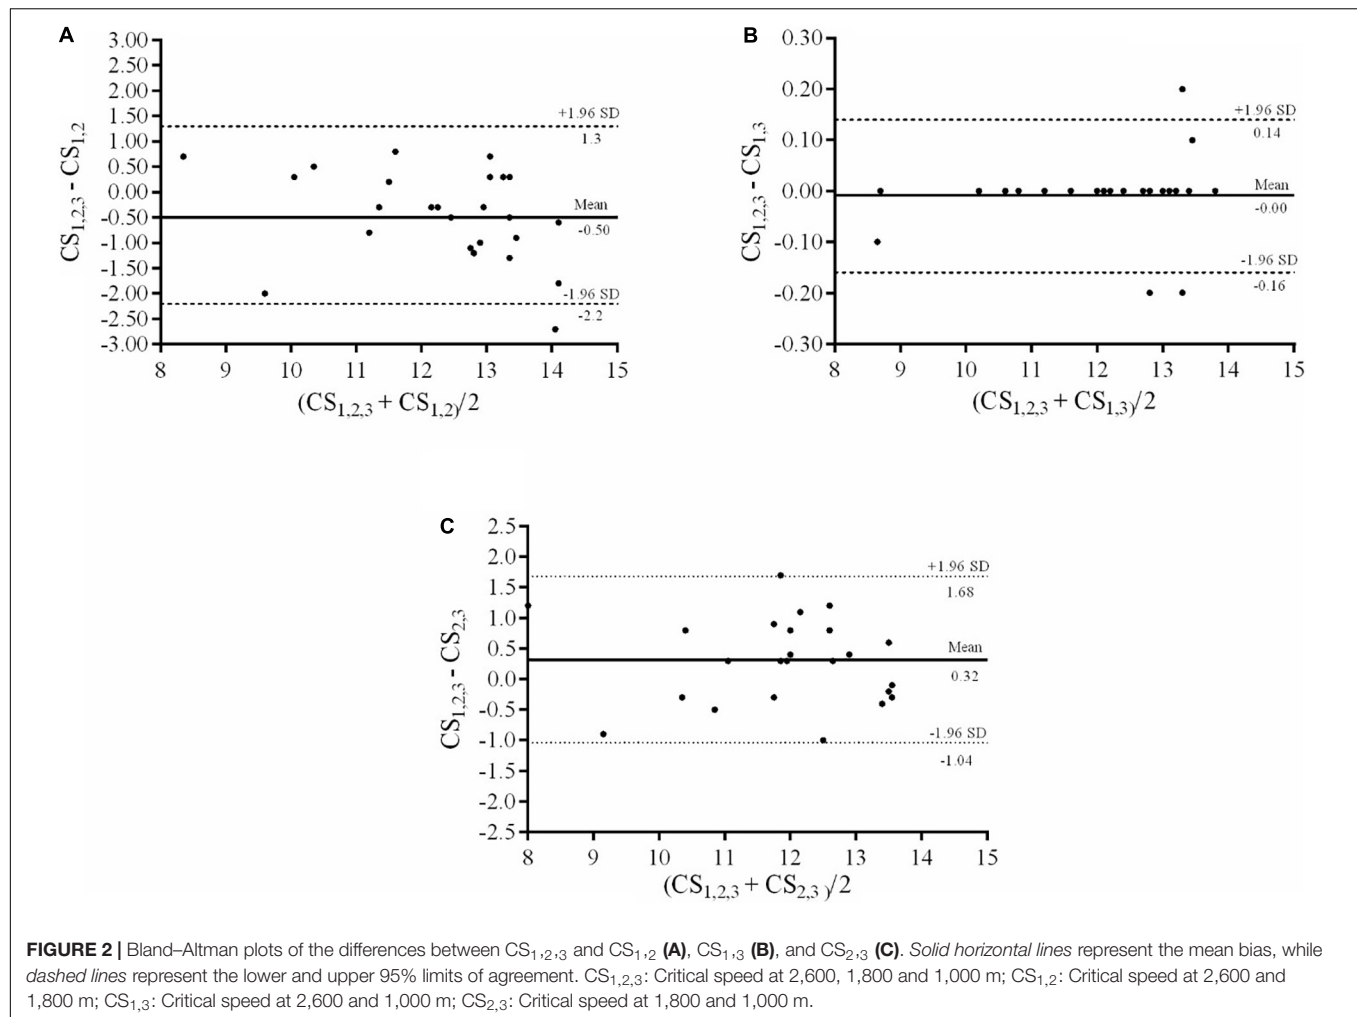 A
3.00
2.50
2.00
1.50
1.00
0.50
0.00
-0.50
-1.00
-1.50
-2.00
-2.50
-3.00
CS1,2,3 - CS1,2
+1.96 SD
1.3
Mean
-0.50
-1.96 SD
-2.2
8 9 10 11 12 13 14 15
(CS1,2,3 + CS1,2)/2
B
0.30
0.20
0.10
0.00
-0.10
-0.20
-0.30
CS1,2,3 - CS1,3
+1.96 SD
0.14
Mean
-0.00
-1.96 SD
-0.16
8 9 10 11 12 13 14 15
(CS1,2,3 + CS1,3)/2
C
2.5
2.0
1.5
1.0
0.5
0.0
-0.5
-1.0
-1.5
-2.0
-2.5
CS1,2,3 - CS2,3
+1.96 SD
1.68
Mean
0.32
-1.96 SD
-1.04
8 9 10 11 12 13 14 15
(CS1,2,3 + CS2,3 )/2
FIGURE 2 | Bland–Altman plots of the differences between CS1,2,3 and CS1,2 (A), CS1,3 (B), and CS2,3 (C). Solid horizontal lines represent the mean bias, while
dashed lines represent the lower and upper 95% limits of agreement. CS1,2,3: Critical speed at 2,600, 1,800 and 1,000 m; CS1,2: Critical speed at 2,600 and
1,800 m; CS1,3: Critical speed at 2,600 and 1,000 m; CS2,3: Critical speed at 1,800 and 1,000 m.